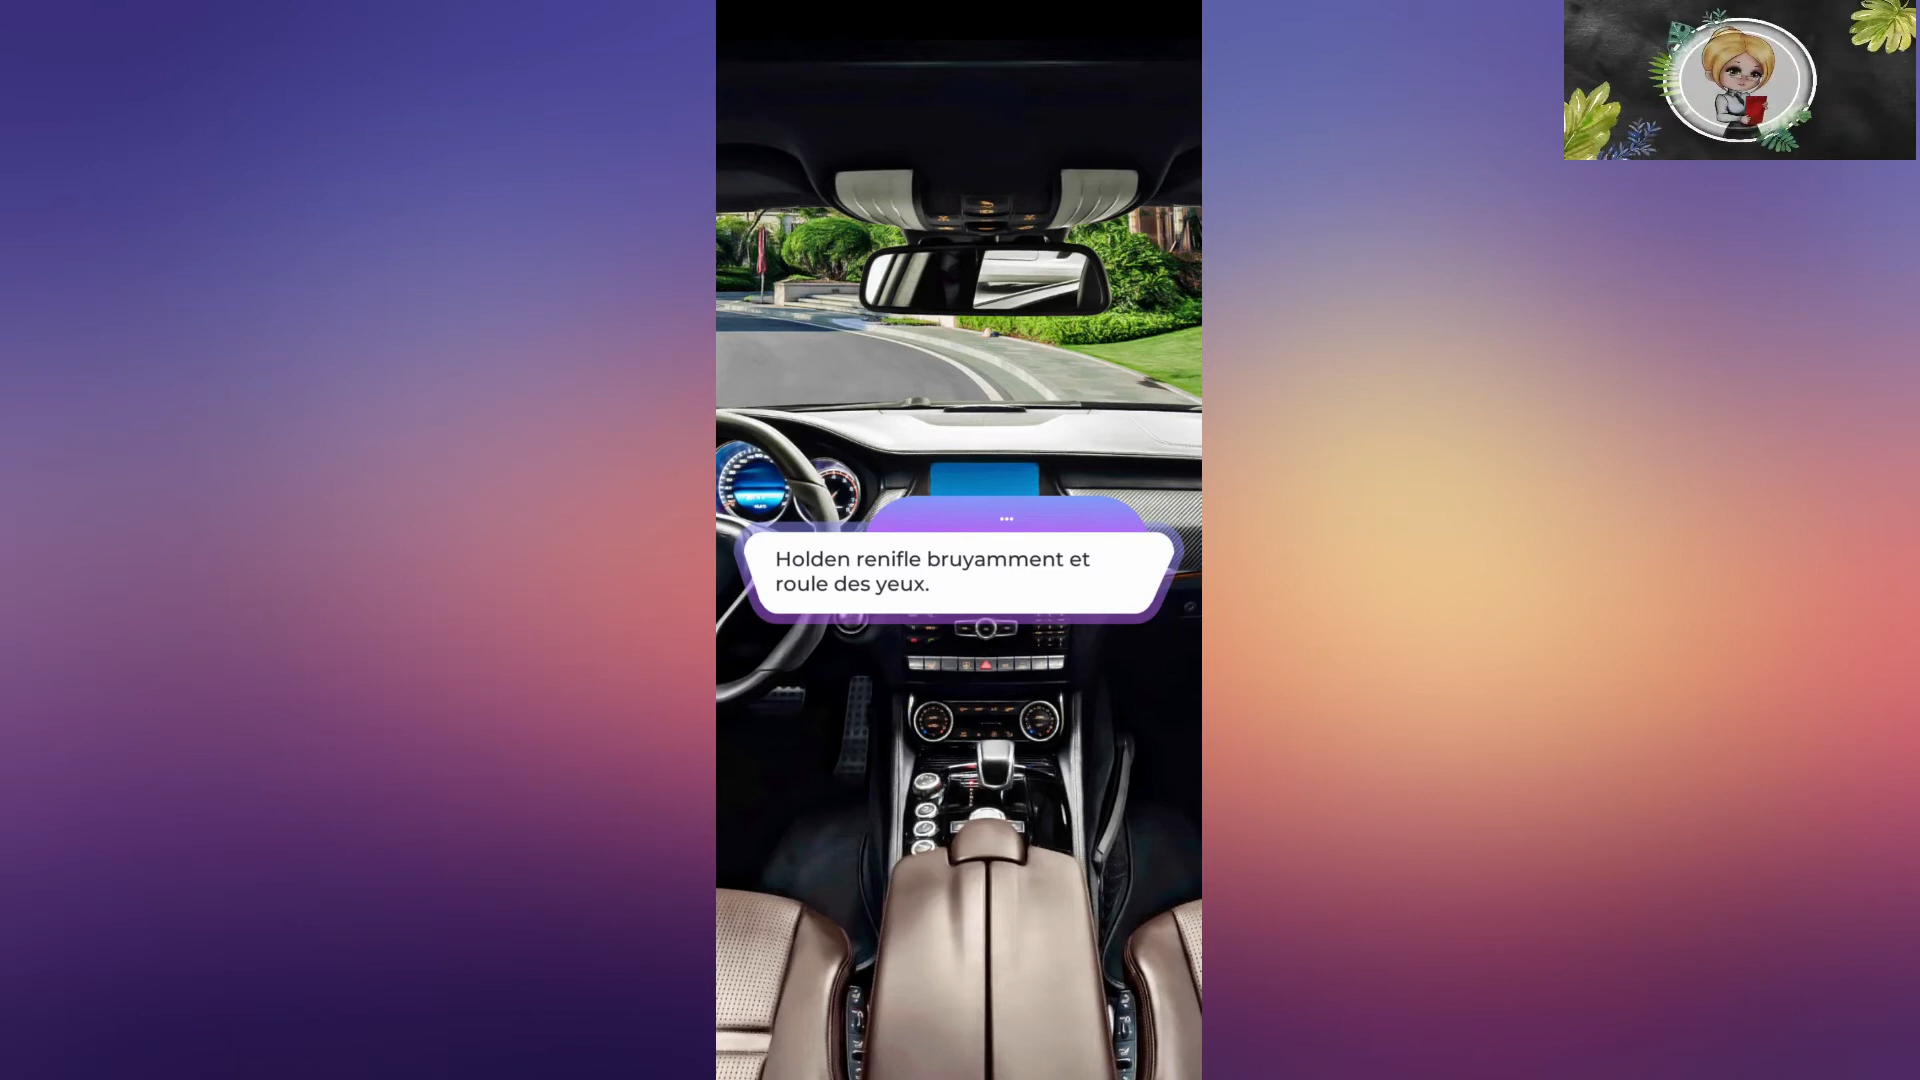 ...
Holden renifle bruyamment et
roule des yeux.